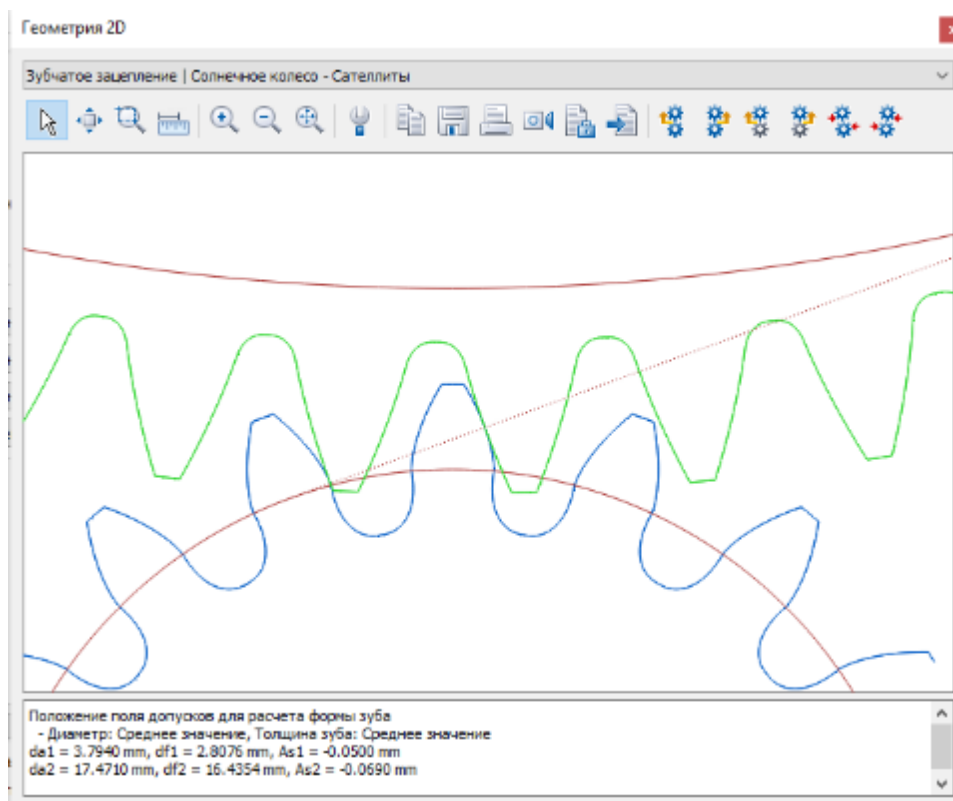 Геометрия 2D
Зубчатое зацепление | Солнечное колесо - Сателлиты
Положение поля допусков для расчета формы зуба
- Диаметр: Среднее значение, Толщина зуба: Среднее значение
da1 = 3.7940 mm, df1 = 2.8076 mm, As1 = -0.0500 mm
da2 = 17.4710 mm, df2 = 16.4354 mm, As2 = -0.0690 mm